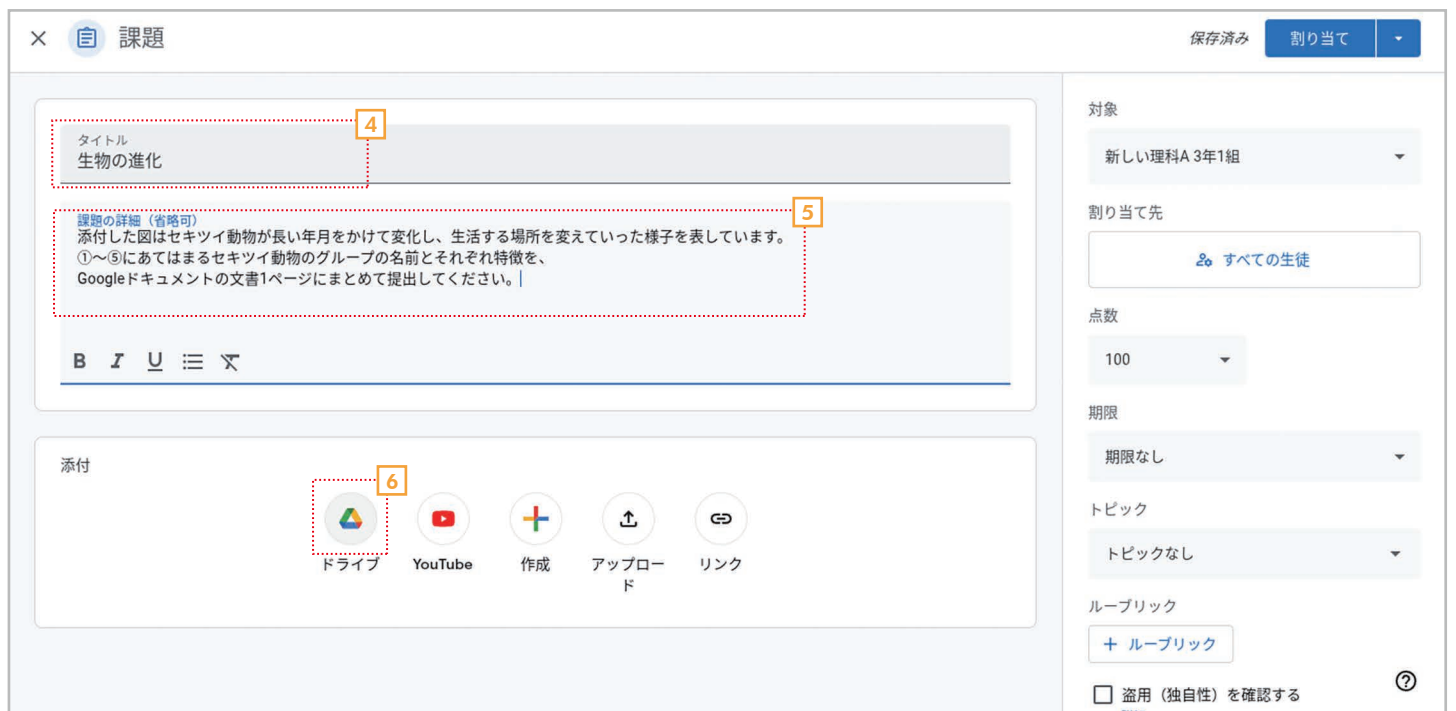 課題
保存済み
割り当て
4
タイトル
生物の進化
5
課題の詳細（省略可）
添付した図はセキツイ動物が長い年月をかけて変化し、生活する場所を変えていった様子を表しています。
①～⑤にあてはまるセキツイ動物のグループの名前とそれぞれ特徴を、
Googleドキュメントの文書1ページにまとめて提出してください。
B I U
添付
6
ドライブ
YouTube
作成
アップロー
ド
リンク
対象
新しい理科A 3年1組
割り当て先
すべての生徒
点数
100
期限
期限なし
トピック
トピックなし
ルーブリック
+ ルーブリック
盗用（独自性）を確認する